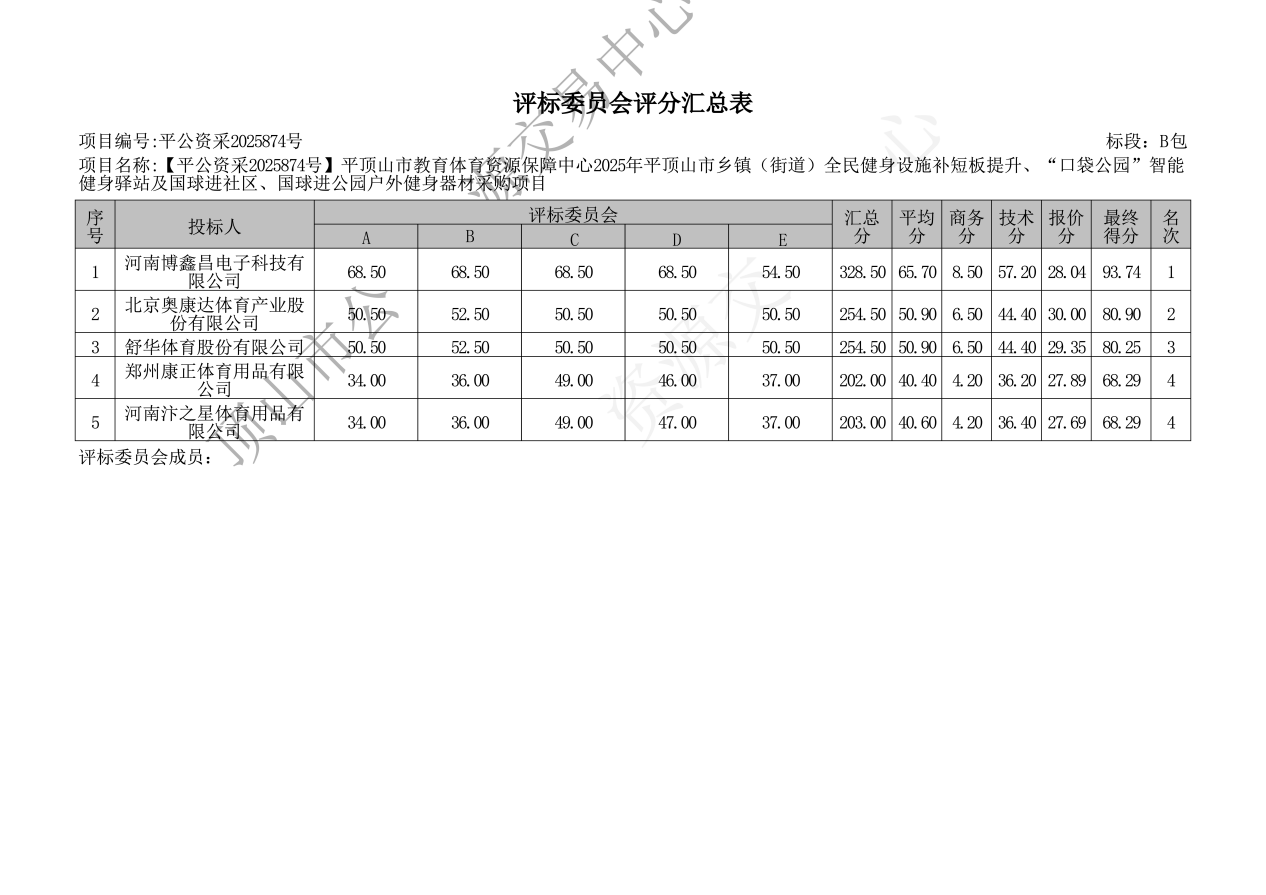 评标委员会评分汇总表
项目编号:平公资采2025874号 标段：B包
项目名称:【平公资采2025874号】平顶山市教育体育资源保障中心2025年平顶山市乡镇（街道）全民健身设施补短板提升、“口袋公园”智能
健身驿站及国球进社区、国球进公园户外健身器材采购项目
序号 投标人 评标委员会 汇总分 平均分 商务分 技术分 报价分 最终得分 名次
A B C D E
1 河南博鑫昌电子科技有限公司 68.50 68.50 68.50 68.50 54.50 328.50 65.70 8.50 57.20 28.04 93.74 1
2 北京奥康达体育产业股份有限公司 50.50 52.50 50.50 50.50 50.50 254.50 50.90 6.50 44.40 30.00 80.90 2
3 舒华体育股份有限公司 50.50 52.50 50.50 50.50 50.50 254.50 50.90 6.50 44.40 29.35 80.25 3
4 郑州康正体育用品有限公司 34.00 36.00 49.00 46.00 37.00 202.00 40.40 4.20 36.20 27.89 68.29 4
5 河南汴之星体育用品有限公司 34.00 36.00 49.00 47.00 37.00 203.00 40.60 4.20 36.40 27.69 68.29 4
评标委员会成员：
顶山市公
源交易中心
资源交
心